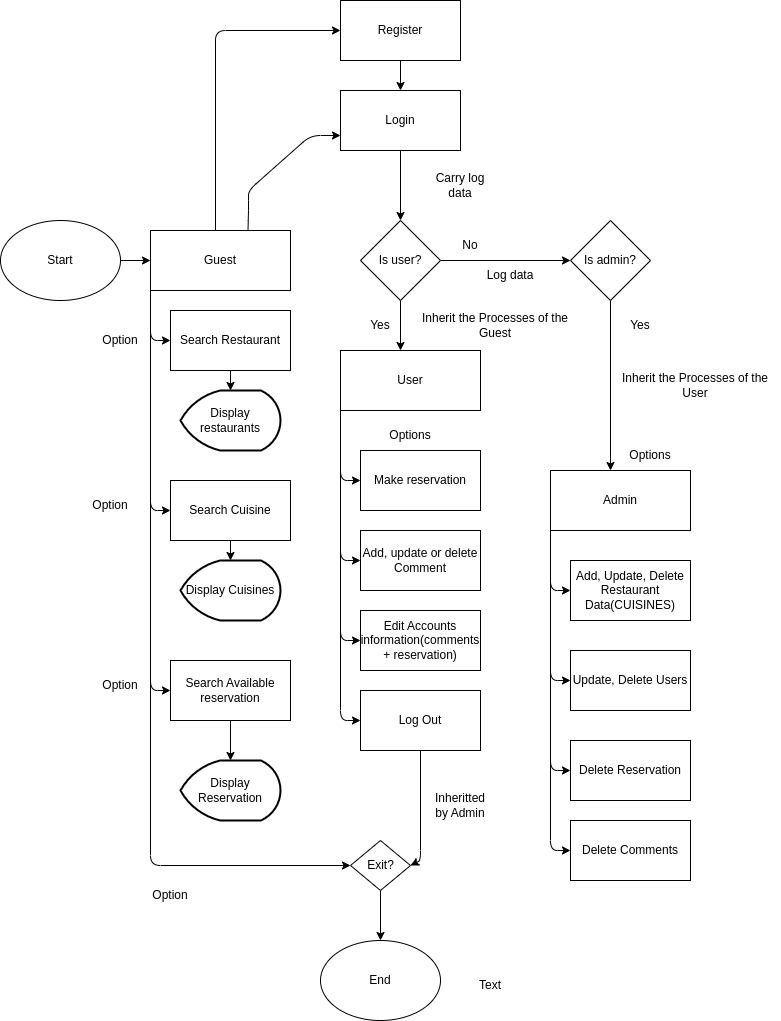 Register
Login
Carry log
data
Start
Guest
Is user?
No
Log data
Is admin?
Option
Search Restaurant
Display
restaurants
Yes
Inherit the Processes of the
Guest
Yes
User
Inherit the Processes of the
User
Options
Make reservation
Options
Admin
Option
Search Cuisine
Display Cuisines
Add, update or delete
Comment
Add, Update, Delete
Restaurant
Data(CUISINES)
Edit Accounts
information(comments
+ reservation)
Option
Search Available
reservation
Update, Delete Users
Log Out
Display
Reservation
Inheritted
by Admin
Delete Reservation
Delete Comments
Exit?
Option
End
Text